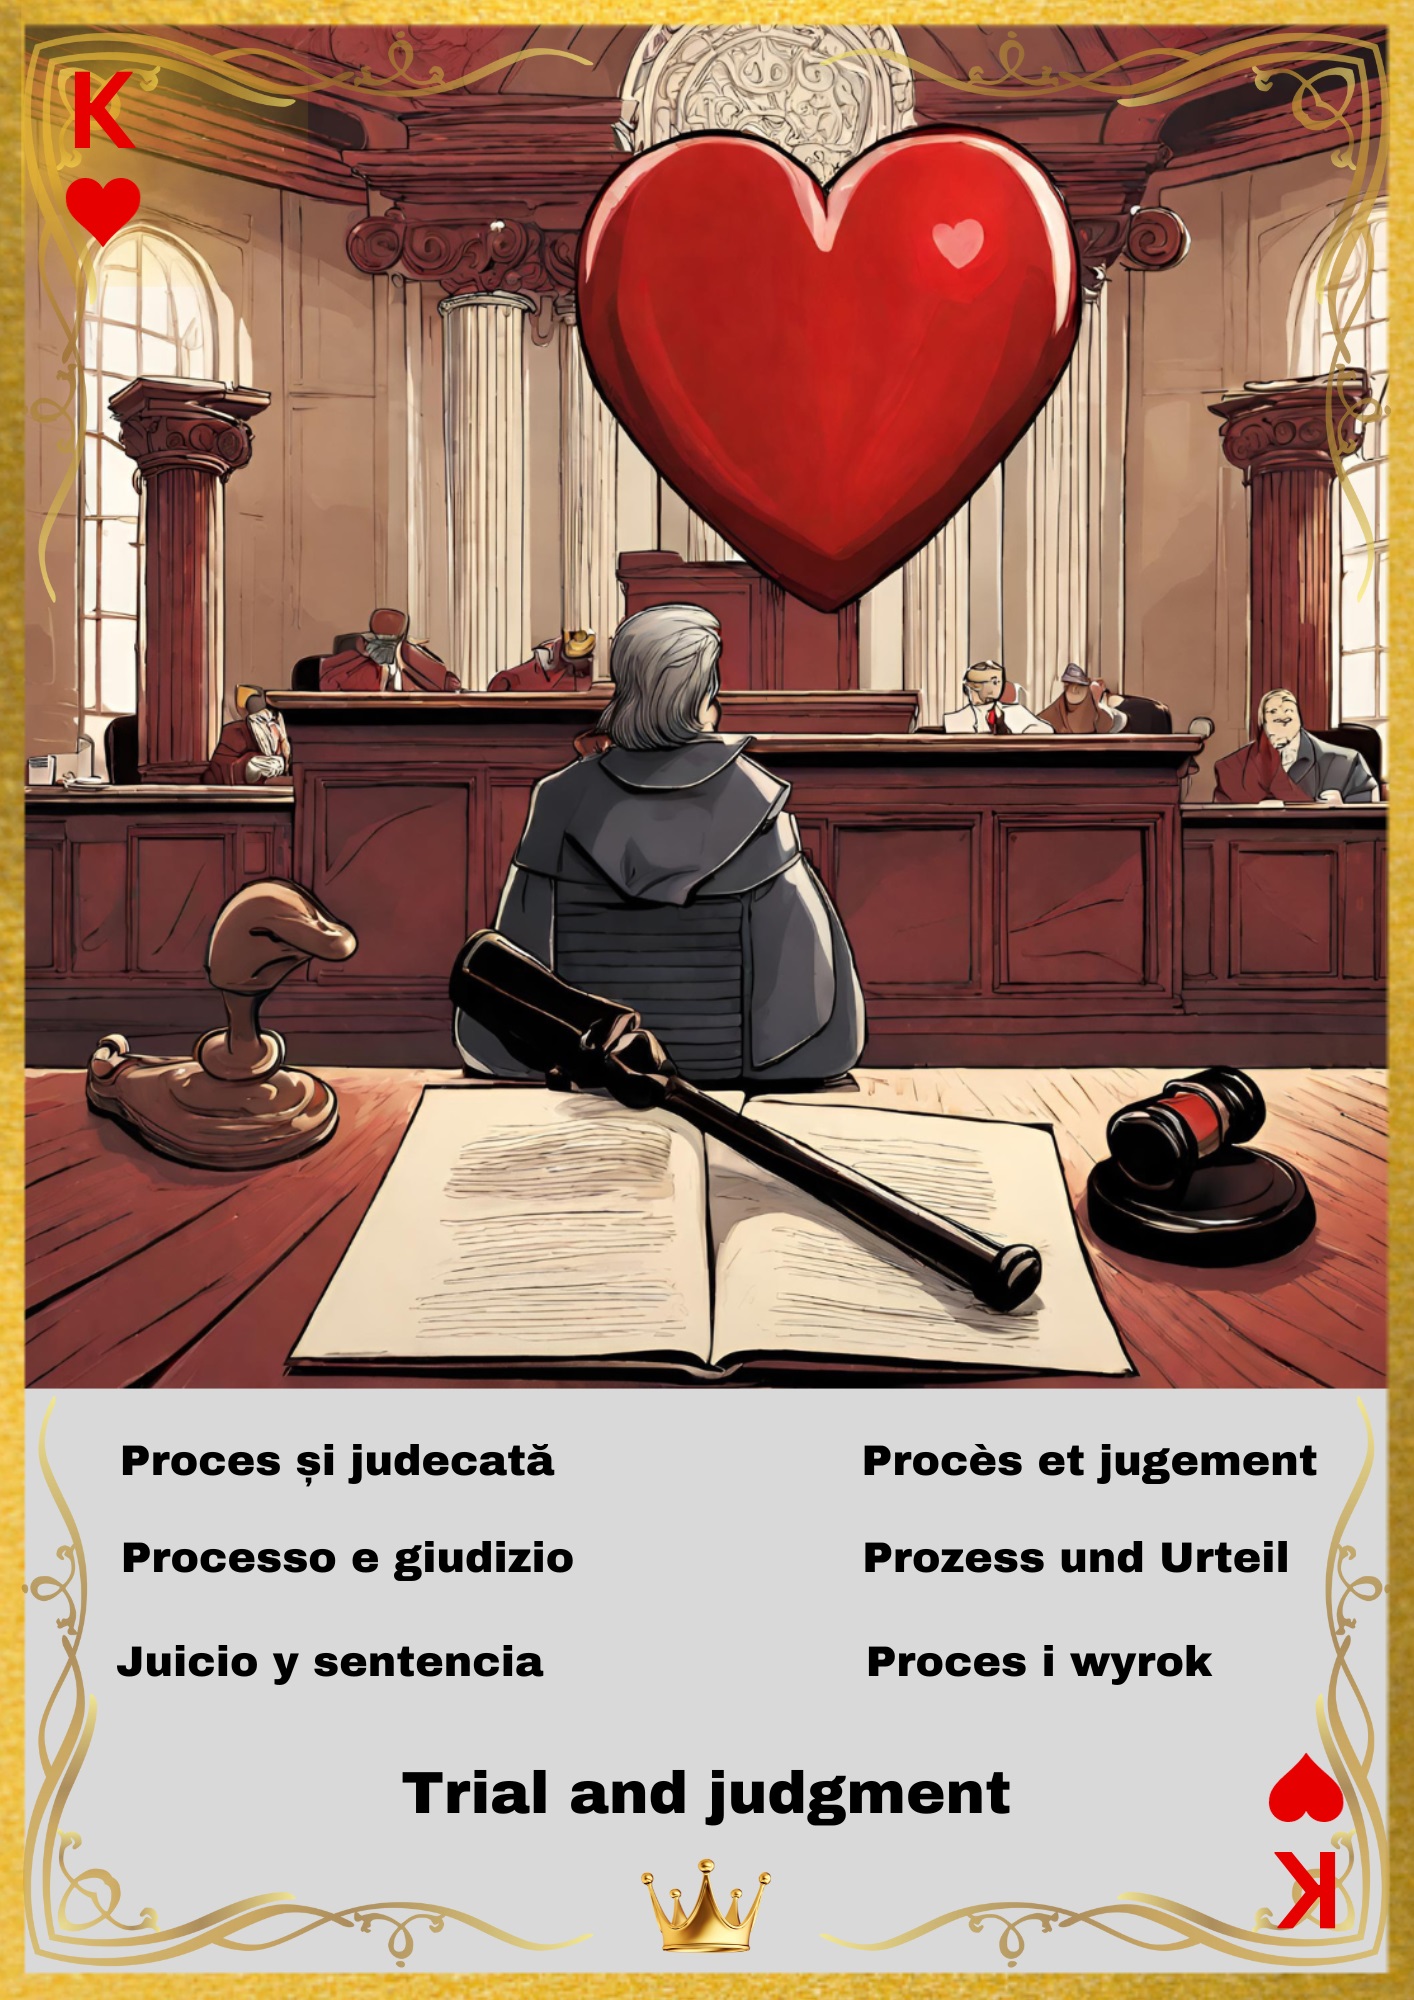 K
Proces și judecată
Procès et jugement
Processo e giudizio
Prozess und Urteil
Juicio y sentencia
Proces i wyrok
Trial and judgment
K